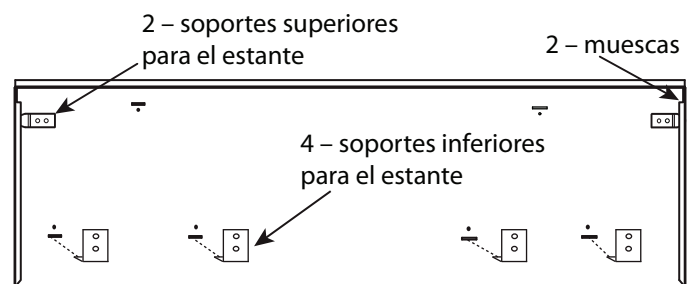 2 – soportes superiores
para el estante
2 – muescas
4 – soportes inferiores
para el estante